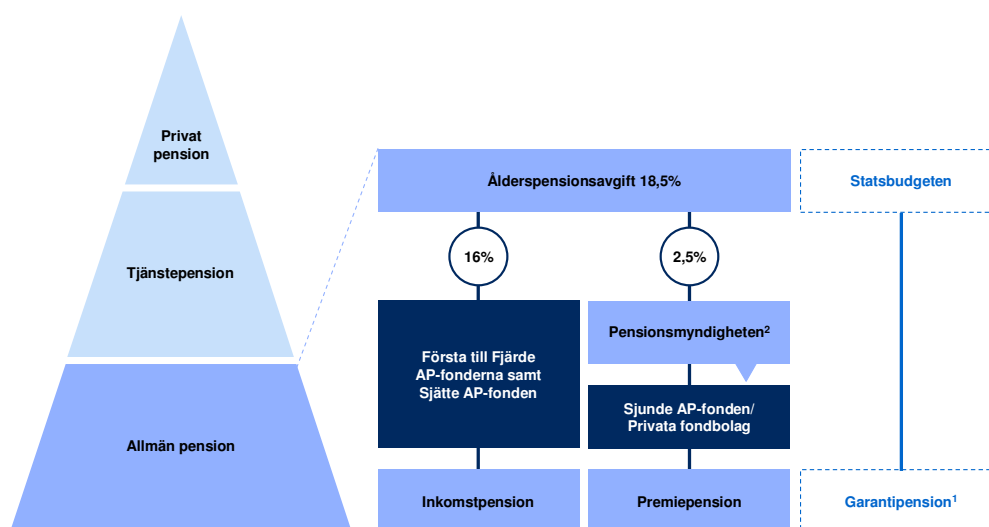 Privat
pension
Tjänstepension
Allmän pension
Ålderspensionsavgift 18,5%
Statsbudgeten
16%
2,5%
Första till Fjärde
AP-fonderna samt
Sjätte AP-fonden
Pensionsmyndigheten²
Sjunde AP-fonden/
Privata fondbolag
Inkomstpension
Premiepension
Garantipension¹